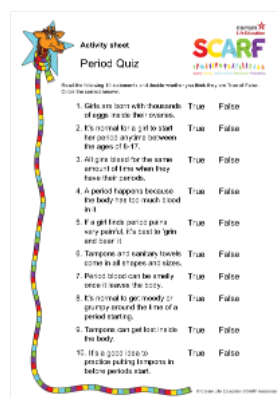 coram
Life Education
SCARF
Activity sheet
Period Quiz
Read the following 10 statements and decide whether you think they are True or False.
Circle the correct answer.
1. Girls are born with thousands True False
of eggs inside their ovaries.
2. It's normal for a girl to start True False
her period anytime between
the ages of 8-17.
3. All girls bleed for the same True False
amount of time when they
have their periods.
4. A period happens because True False
the body has too much blood
in it
5. If a girl finds period pains True False
very painful, it's best to 'grin
and bear it
6. Tampons and sanitary towels True False
come in all shapes and sizes.
7. Period blood can be smelly True False
once it leaves the body.
8. It's normal to get moody or True False
grumpy around the time of a
period starting.
9. Tampons can get lost inside True False
the body.
10. It's a good idea to True False
practice putting tampons in
before periods start.
© Coram Life Education SCARF resources